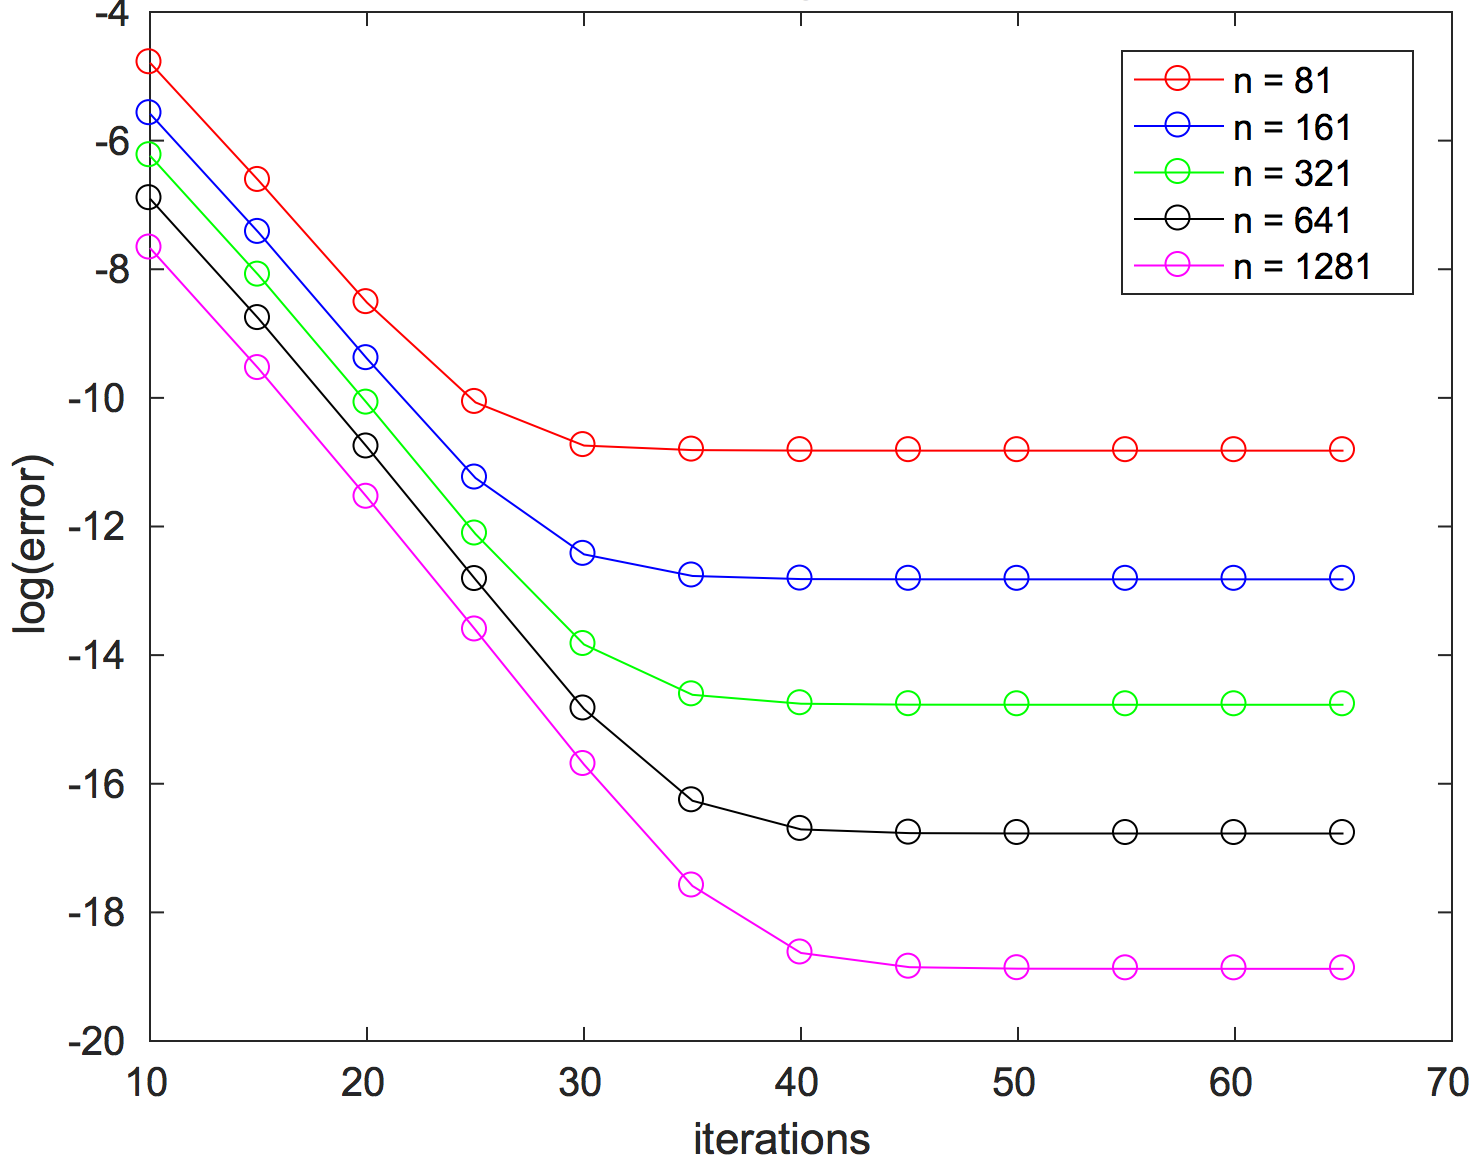 -4
-6
-8
-10
-12
-14
-16
-18
-20
log(error)
n = 81
n = 161
n = 321
n = 641
n = 1281
10 20 30 40 50 60 70
iterations